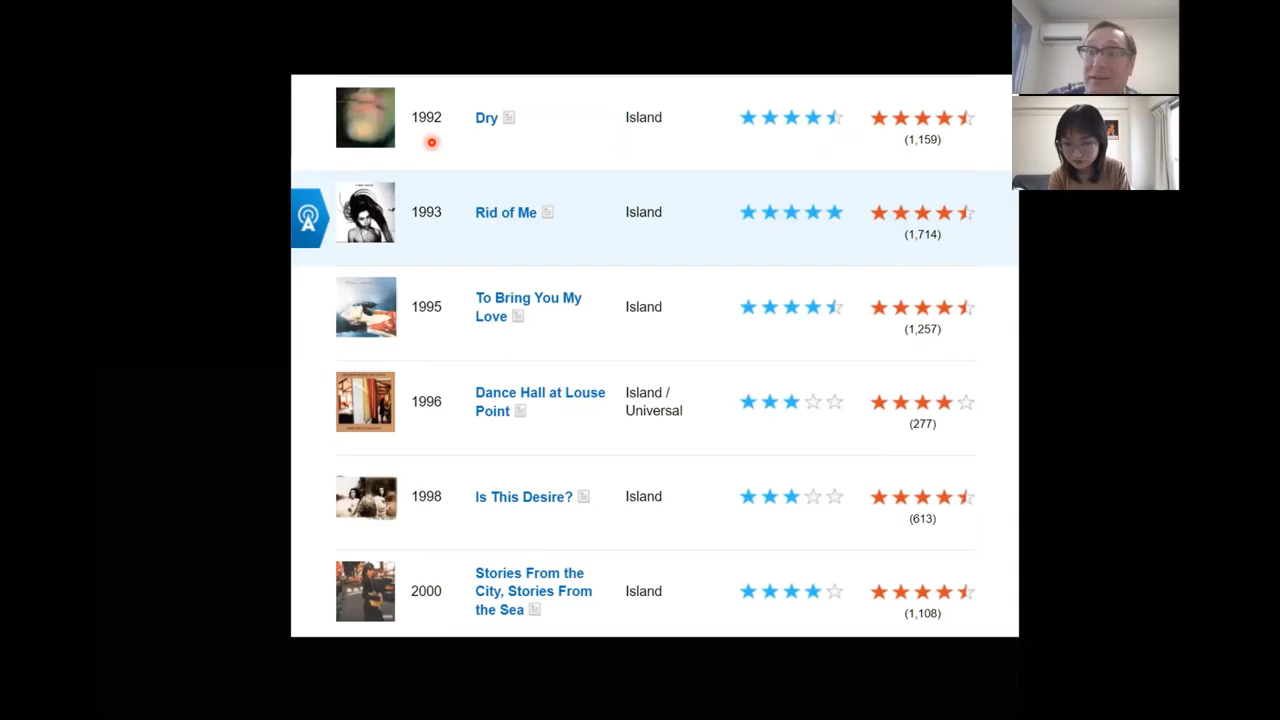 1992 Dry Island
(1,159)
1993 Rid of Me Island
(1,714)
1995 To Bring You My Love Island
(1,257)
1996 Dance Hall at Louse Point Island / Universal
(277)
1998 Is This Desire? Island
(613)
2000 Stories From the City, Stories From the Sea Island
(1,108)